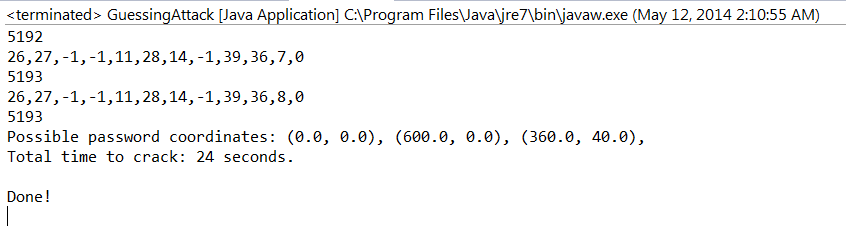 <terminated> GuessingAttack [Java Application] C:\Program Files\Java\jre7\bin\javaw.exe (May 12, 2014 2:10:55 AM)
5192
26,27,-1,-1,11,28,14,-1,39,36,7,0
5193
26,27,-1,-1,11,28,14,-1,39,36,8,0
5193
Possible password coordinates: (0.0, 0.0), (600.0, 0.0), (360.0, 40.0),
Total time to crack: 24 seconds.
Done!